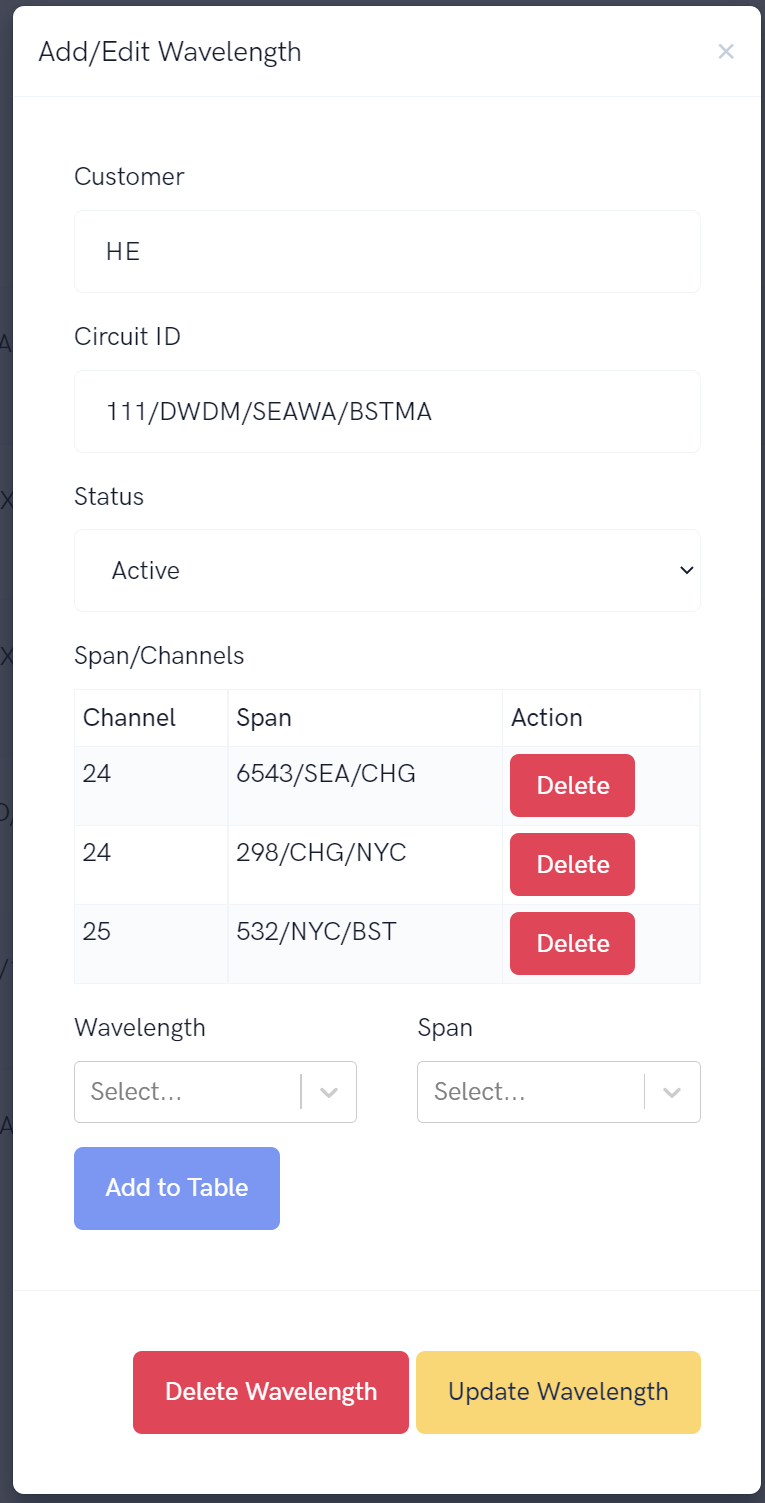 Add/Edit Wavelength ×
Customer
HE
Circuit ID
111/DWDM/SEAWA/BSTMA
Status
Active
Span/Channels
Channel Span Action
24 6543/SEA/CHG Delete
24 298/CHG/NYC Delete
25 532/NYC/BST Delete
Wavelength Span
Select... Select...
Add to Table
Delete Wavelength Update Wavelength